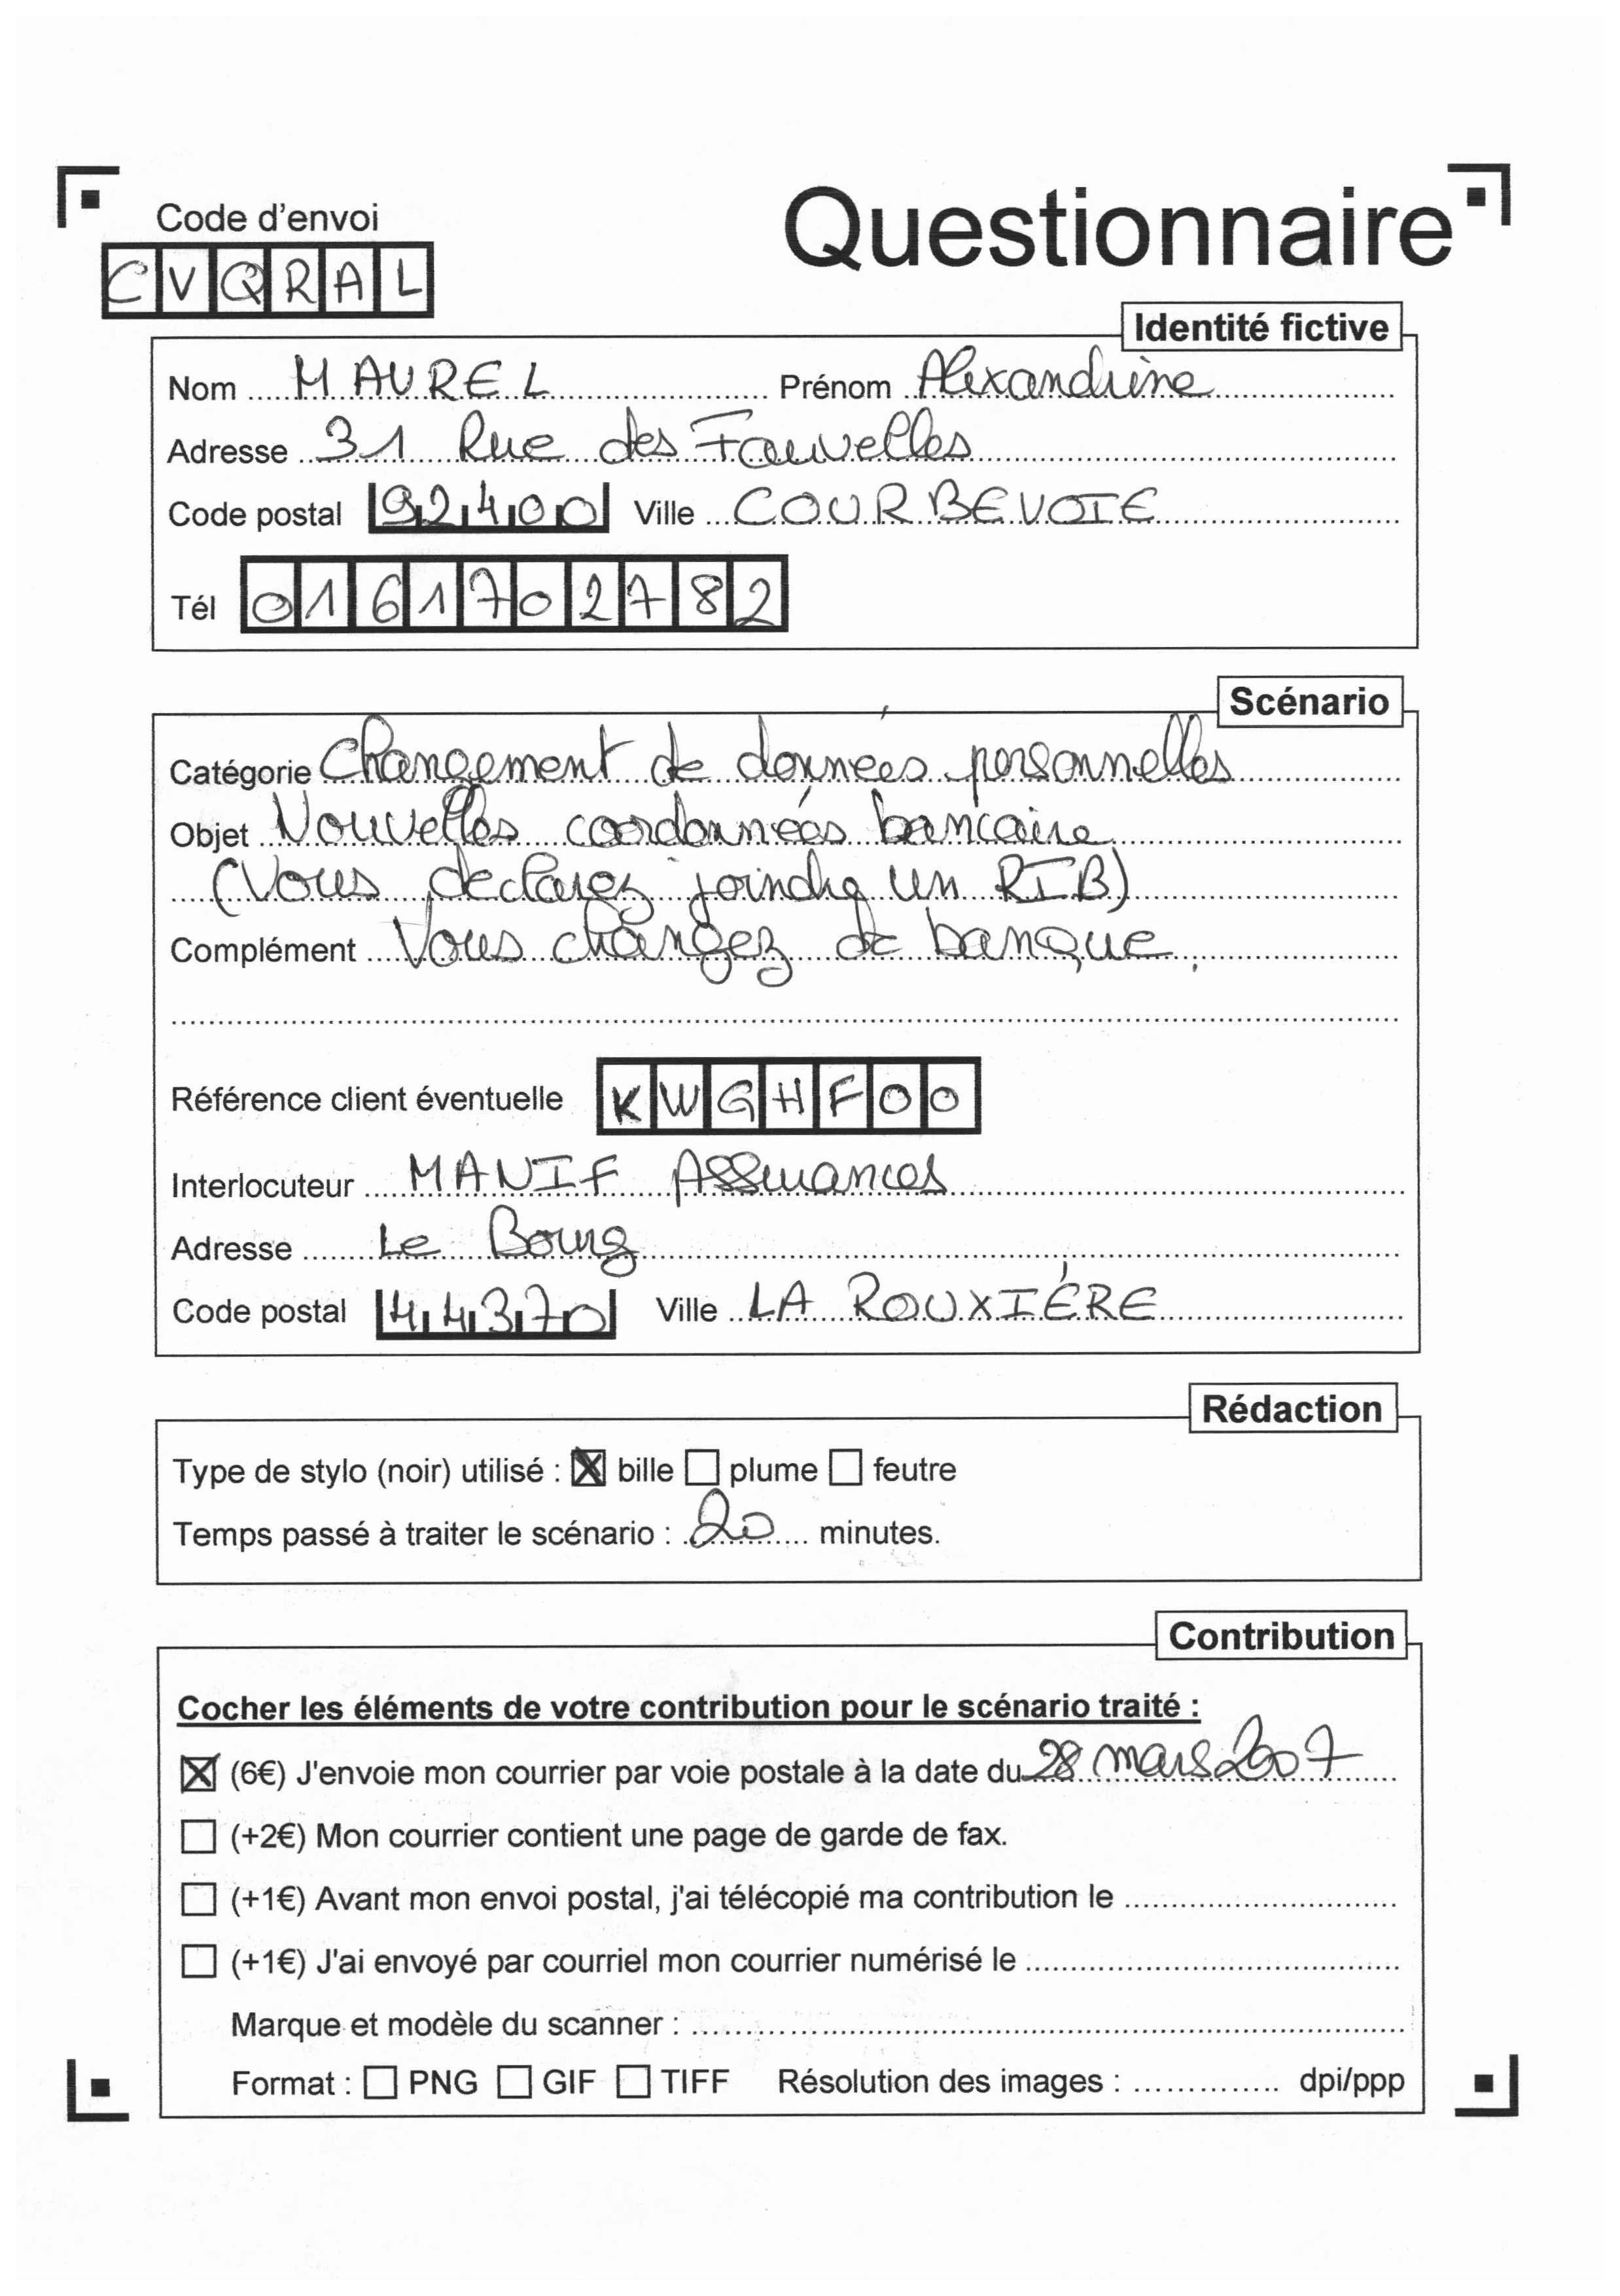 Code d'envoi
Questionnaire
CVQRAL
Identité fictive
Nom MAUREL Prénom Alexandrine
Adresse 31 Rue des Fauvelles
Code postal 92400 Ville COURBEVOIE
Tél 0161702782
Scénario
Catégorie Changement de données personnelles
Objet Nouvelles coordonnées bancaire
(Vous déclarez joindre un RIB)
Complément Vous changez de banque.
Référence client éventuelle KWGHF00
Interlocuteur MANIF Assurances
Adresse Le Bourg
Code postal 44370 Ville LA ROUXIÈRE
Rédaction
Type de stylo (noir) utilisé : bille plume feutre
Temps passé à traiter le scénario : 20 minutes.
Contribution
Cocher les éléments de votre contribution pour le scénario traité :
(6€) J'envoie mon courrier par voie postale à la date du 28 mars 2007
(+2€) Mon courrier contient une page de garde de fax.
(+1€) Avant mon envoi postal, j'ai télécopié ma contribution le
(+1€) J'ai envoyé par courriel mon courrier numérisé le
Marque et modèle du scanner :
Format : PNG GIF TIFF Résolution des images : dpi/ppp